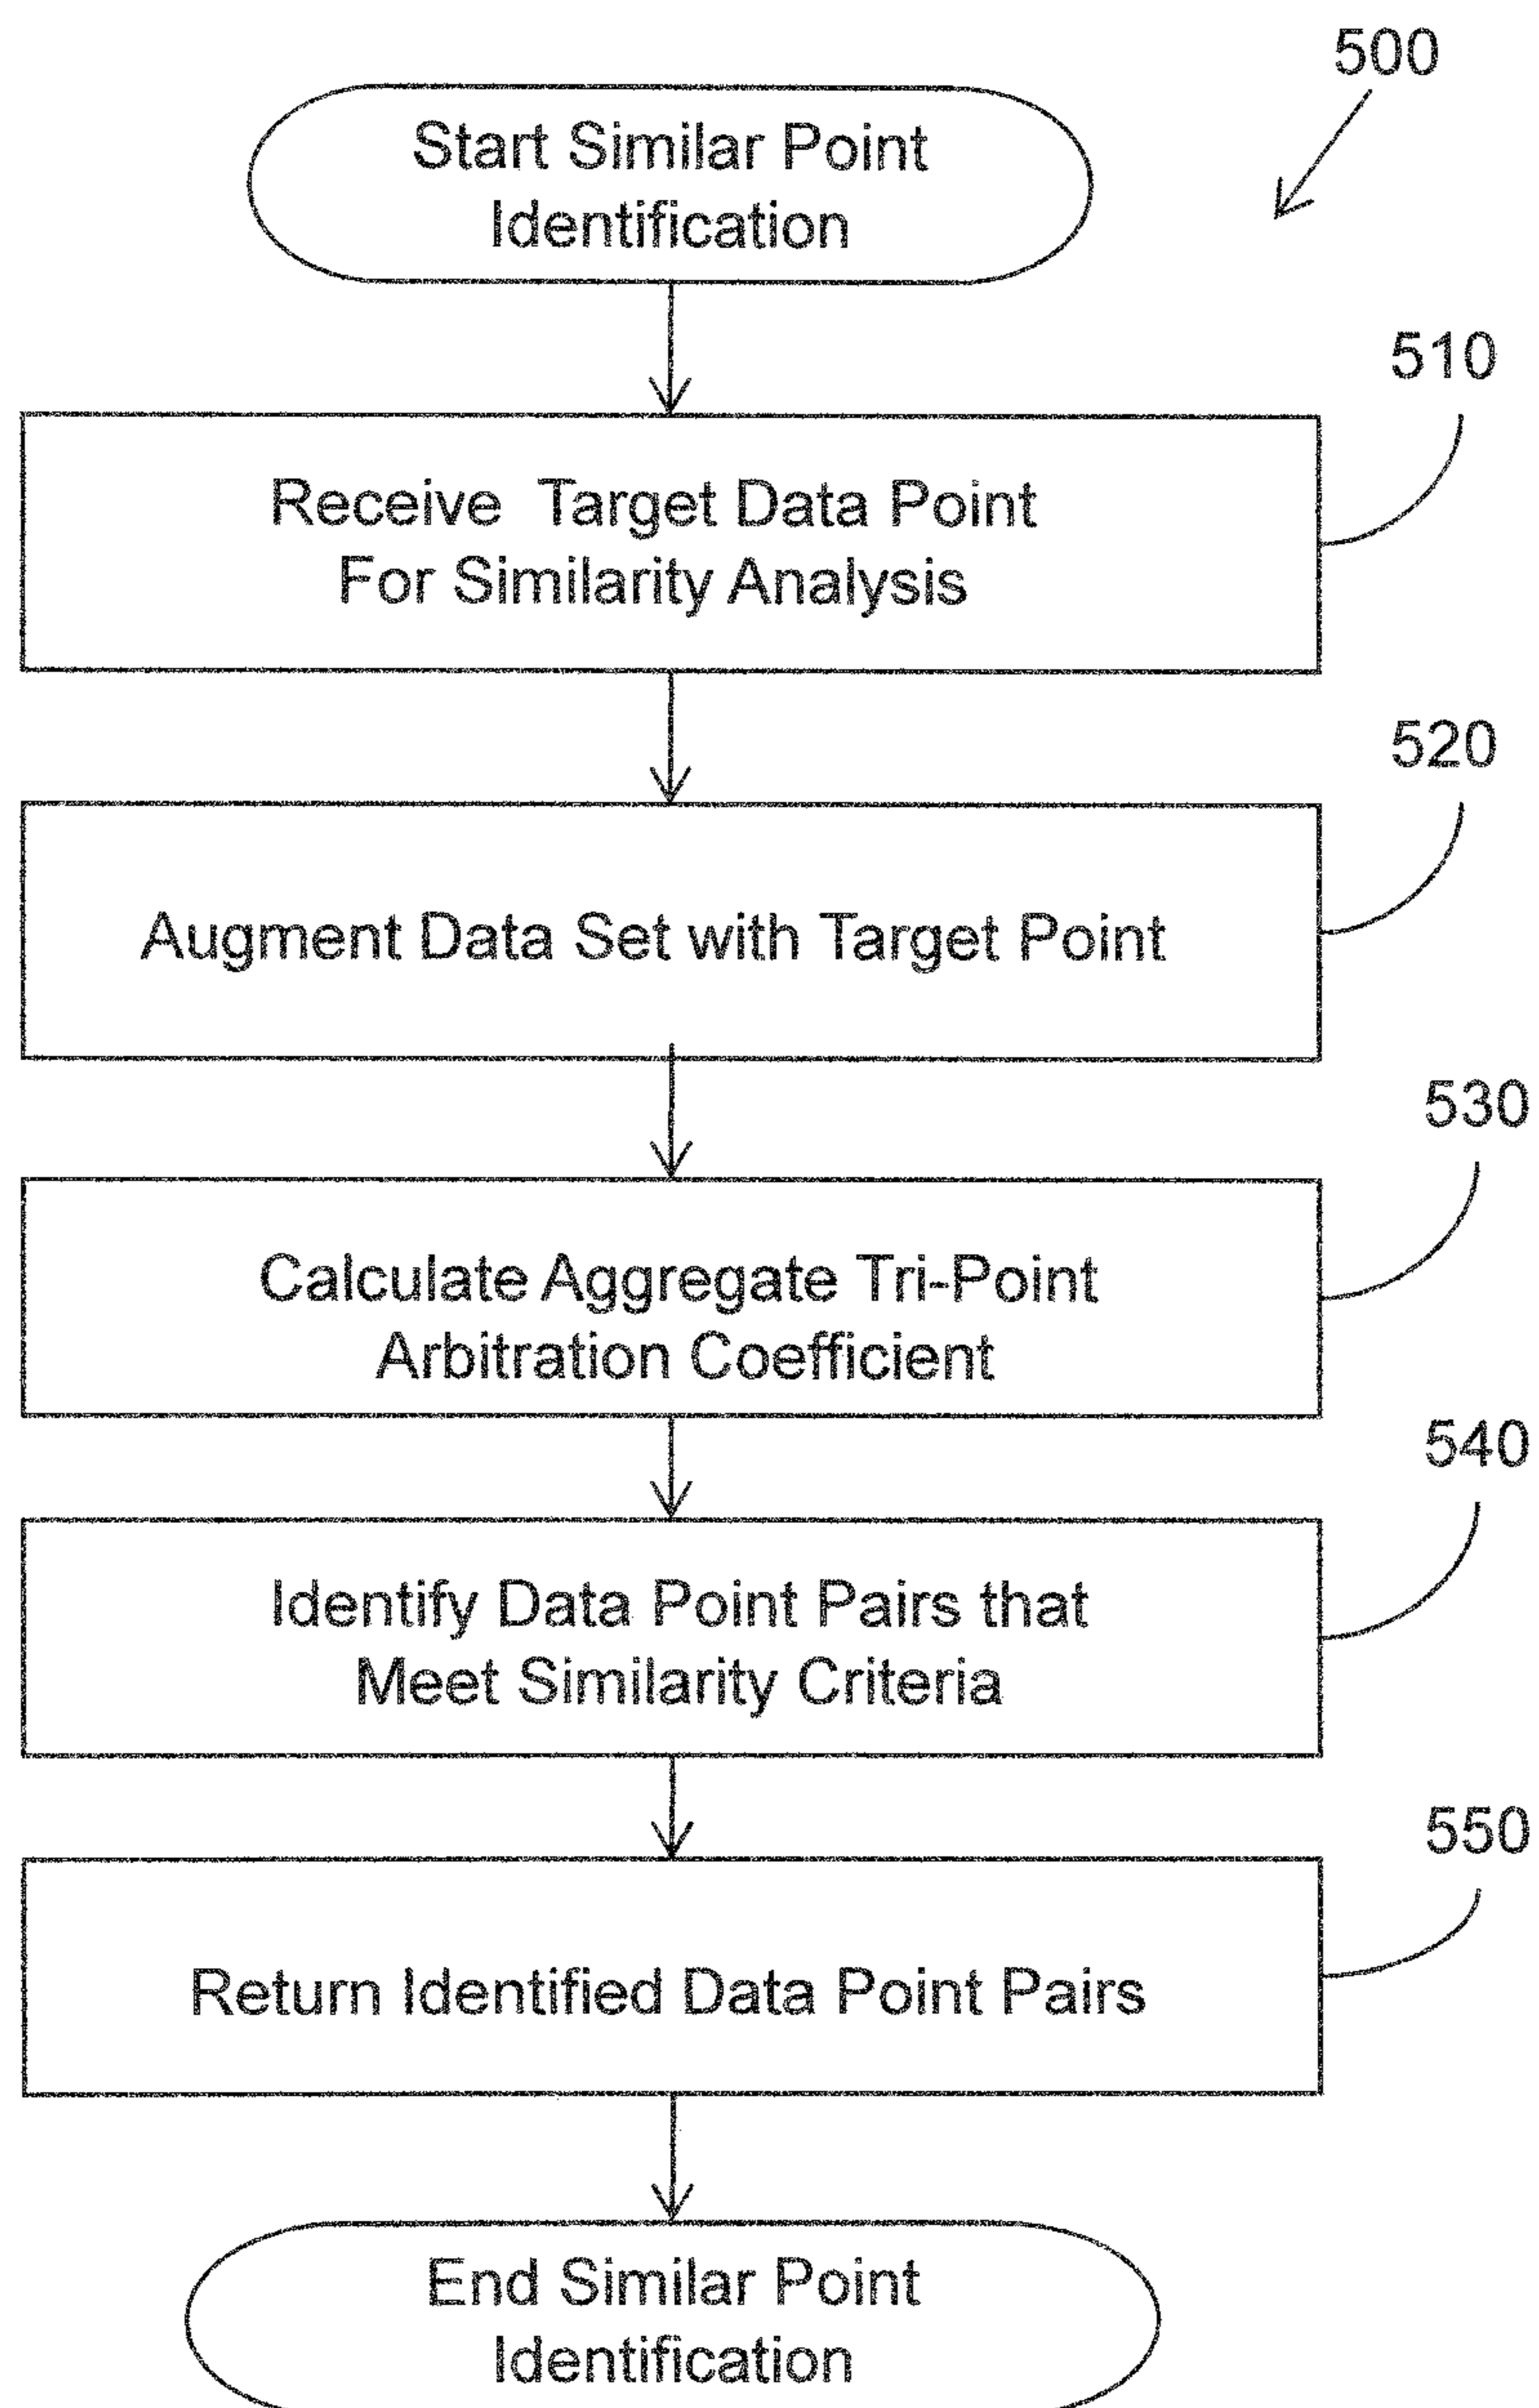 500
Start Similar Point
Identification
510
Receive Target Data Point
For Similarity Analysis
520
Augment Data Set with Target Point
530
Calculate Aggregate Tri-Point
Arbitration Coefficient
540
Identify Data Point Pairs that
Meet Similarity Criteria
550
Return Identified Data Point Pairs
End Similar Point
Identification